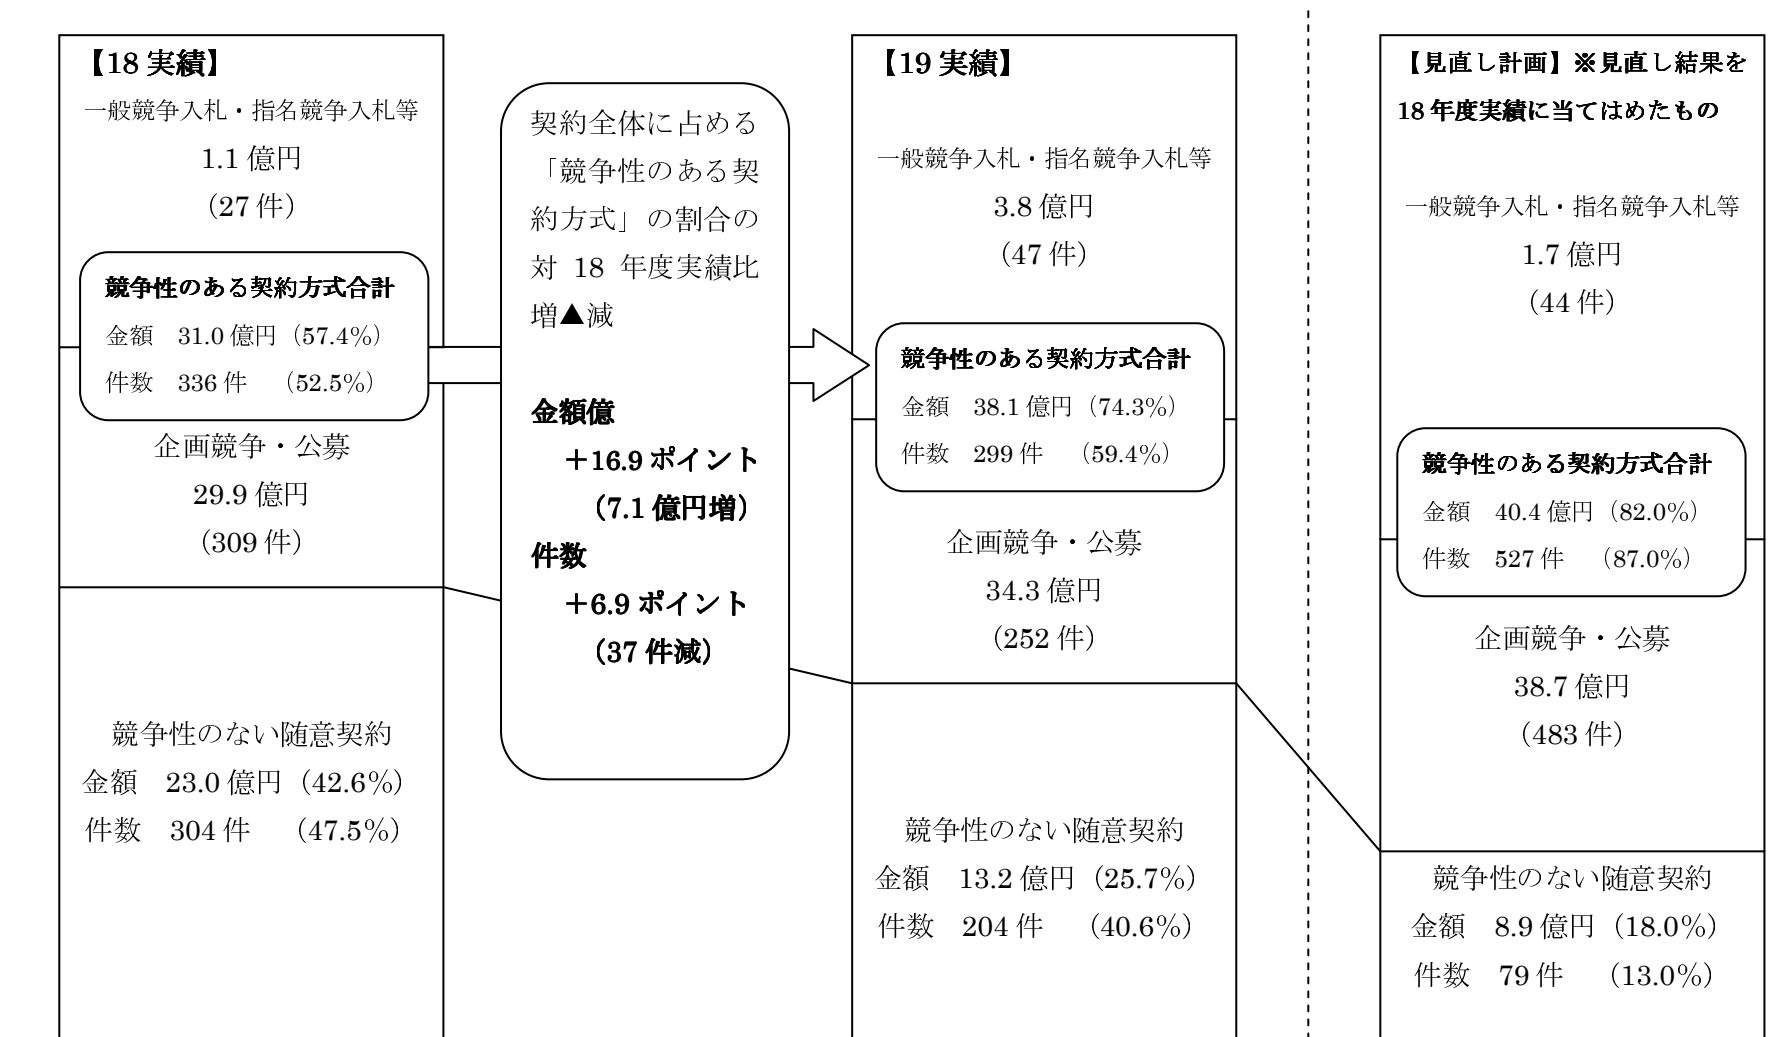 【18 実績】
一般競争入札・指名競争入札等
1.1 億円
（27 件）
競争性のある契約方式合計
金額　31.0 億円（57.4%）
件数　336 件　（52.5%）
企画競争・公募
29.9 億円
（309 件）
競争性のない随意契約
金額　23.0 億円（42.6%）
件数　304 件　（47.5%）
契約全体に占める
「競争性のある契
約方式」の割合の
対 18 年度実績比
増▲減
金額億
＋16.9 ポイント
（7.1 億円増）
件数
＋6.9 ポイント
（37 件減）
【19 実績】
一般競争入札・指名競争入札等
3.8 億円
（47 件）
競争性のある契約方式合計
金額　38.1 億円（74.3%）
件数　299 件　（59.4%）
企画競争・公募
34.3 億円
（252 件）
競争性のない随意契約
金額　13.2 億円（25.7%）
件数　204 件　（40.6%）
【見直し計画】※見直し結果を
18 年度実績に当てはめたもの
一般競争入札・指名競争入札等
1.7 億円
（44 件）
競争性のある契約方式合計
金額　40.4 億円（82.0%）
件数　527 件　（87.0%）
企画競争・公募
38.7 億円
（483 件）
競争性のない随意契約
金額　8.9 億円（18.0%）
件数　79 件　（13.0%）